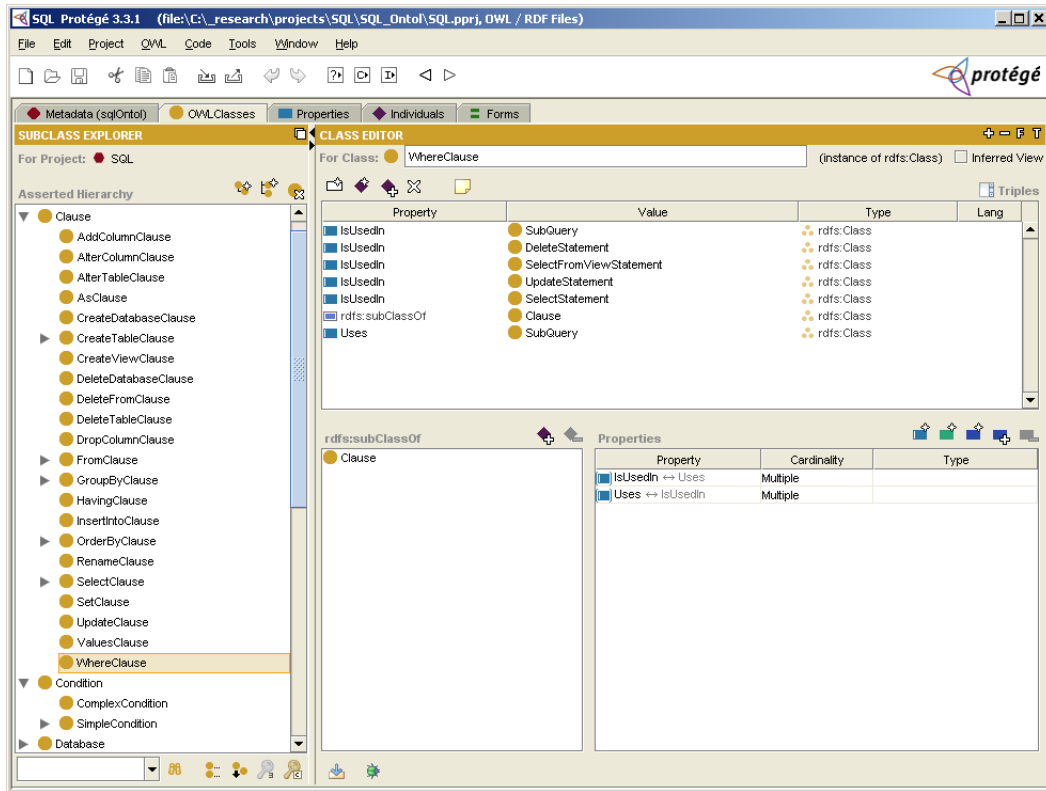 SQL Protégé 3.3.1 (file:\C:\_research\projects\SQL\SQL_Ontol\SQL.pprj, OWL / RDF Files)
File Edit Project OWL Code Tools Window Help
protégé
Metadata (sqlOntol) OWLClasses Properties Individuals Forms
SUBCLASS EXPLORER
For Project: SQL
Asserted Hierarchy
Clause
AddColumnClause
AlterColumnClause
AlterTableClause
AsClause
CreateDatabaseClause
CreateTableClause
CreateViewClause
DeleteDatabaseClause
DeleteFromClause
DeleteTableClause
DropColumnClause
FromClause
GroupByClause
HavingClause
InsertIntoClause
OrderByClause
RenameClause
SelectClause
SetClause
UpdateClause
ValuesClause
WhereClause
Condition
ComplexCondition
SimpleCondition
Database
CLASS EDITOR
For Class: WhereClause (instance of rdfs:Class) Inferred View
Triples
Property Value Type Lang
IsUsedIn SubQuery rdfs:Class
IsUsedIn DeleteStatement rdfs:Class
IsUsedIn SelectFromViewStatement rdfs:Class
IsUsedIn UpdateStatement rdfs:Class
IsUsedIn SelectStatement rdfs:Class
rdfs:subClassOf Clause rdfs:Class
Uses SubQuery rdfs:Class
rdfs:subClassOf
Clause
Properties
Property Cardinality Type
IsUsedIn ↔ Uses Multiple
Uses ↔ IsUsedIn Multiple